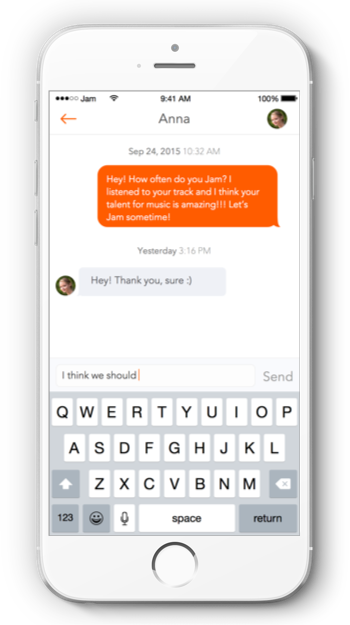 Jam 9:41 AM 100%
Anna
Sep 24, 2015 10:32 AM
Hey! How often do you Jam? I
listened to your track and I think your
talent for music is amazing!!! Let's
Jam sometime!
Yesterday 3:16 PM
Hey! Thank you, sure :)
I think we should Send
Q W E R T Y U I O P
A S D F G H J K L
Z X C V B N M
123 space return